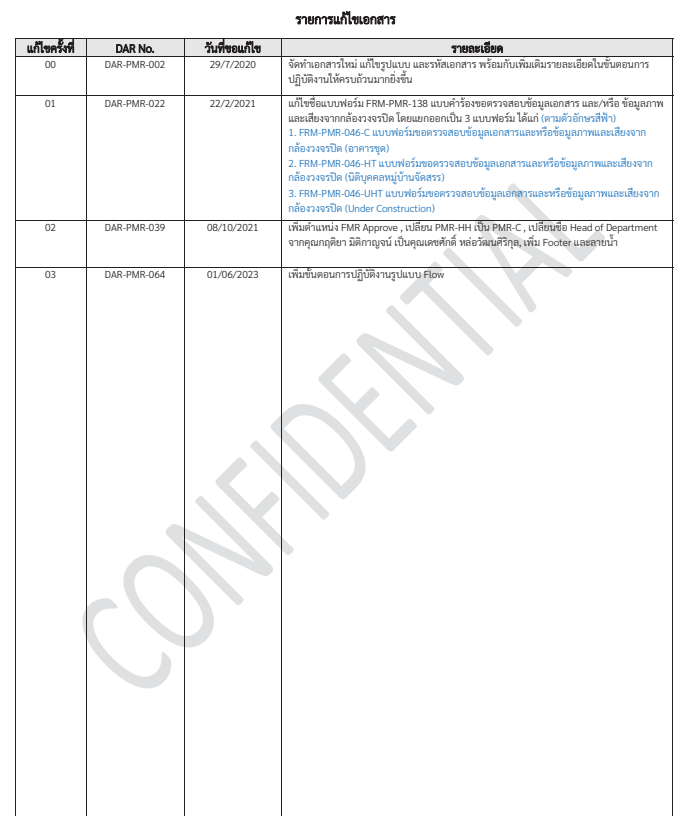 รายการแก้ไขเอกสาร
แก้ไขครั้งที่ DAR No. วันที่ขอแก้ไข รายละเอียด
00 DAR-PMR-002 29/7/2020 จัดทำเอกสารใหม่ แก้ไขรูปแบบ และรหัสเอกสาร พร้อมกับเพิ่มเติมรายละเอียดในขั้นตอนการ
ปฏิบัติงานให้ครบถ้วนมากยิ่งขึ้น
01 DAR-PMR-022 22/2/2021 แก้ไขชื่อแบบฟอร์ม FRM-PMR-138 แบบคำร้องขอตรวจสอบข้อมูลเอกสาร และ/หรือ ข้อมูลภาพ
และเสียงจากกล้องวงจรปิด โดยแยกออกเป็น 3 แบบฟอร์ม ได้แก่ (ตามตัวอักษรสีฟ้า)
1. FRM-PMR-046-C แบบฟอร์มขอตรวจสอบข้อมูลเอกสารและหรือข้อมูลภาพและเสียงจาก
กล้องวงจรปิด (อาคารชุด)
2. FRM-PMR-046-HT แบบฟอร์มขอตรวจสอบข้อมูลเอกสารและหรือข้อมูลภาพและเสียงจาก
กล้องวงจรปิด (นิติบุคคลหมู่บ้านจัดสรร)
3. FRM-PMR-046-UHT แบบฟอร์มขอตรวจสอบข้อมูลเอกสารและหรือข้อมูลภาพและเสียงจาก
กล้องวงจรปิด (Under Construction)
02 DAR-PMR-039 08/10/2021 เพิ่มตำแหน่ง FMR Approve , เปลี่ยน PMR-HH เป็น PMR-C , เปลี่ยนชื่อ Head of Department
จากคุณกฤติยา มิติกาญจน์ เป็นคุณเดชศักดิ์ หล่อวัฒนศิริกุล, เพิ่ม Footer และลายน้ำ
03 DAR-PMR-064 01/06/2023 เพิ่มขั้นตอนการปฏิบัติงานรูปแบบ Flow
CONFIDENTIAL